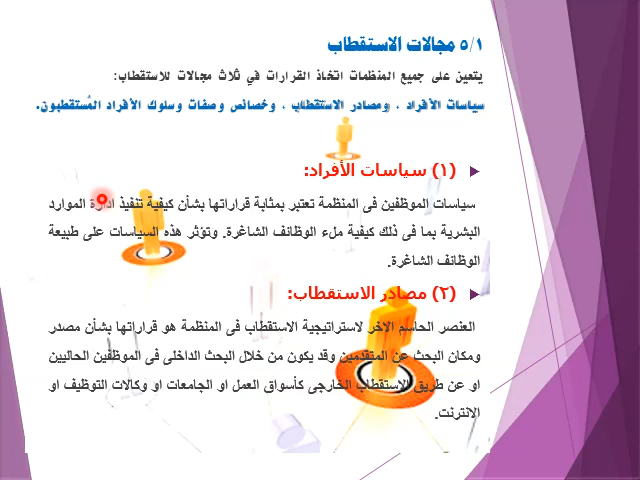 ٥/١ مجالات الاستقطاب
يتعين على جميع المنظمات اتخاذ القرارات في ثلاث مجالات للاستقطاب:
سياسات الأفراد ، ومصادر الاستقطاب ، وخصائص وصفات وسلوك الأفراد المُستقطبون.
(١) سياسات الأفراد:
سياسات الموظفين فى المنظمة تعتبر بمثابة قراراتها بشأن كيفية تنفيذ ادارة الموارد
البشرية بما فى ذلك كيفية ملء الوظائف الشاغرة. وتؤثر هذه السياسات على طبيعة
الوظائف الشاغرة.
(٢) مصادر الاستقطاب:
العنصر الحاسم الاخر لاستراتيجية الاستقطاب فى المنظمة هو قراراتها بشأن مصدر
ومكان البحث عن المتقدمين وقد يكون من خلال البحث الداخلى فى الموظفين الحاليين
او عن طريق الاستقطاب الخارجى كأسواق العمل او الجامعات او وكالات التوظيف او
الانترنت.